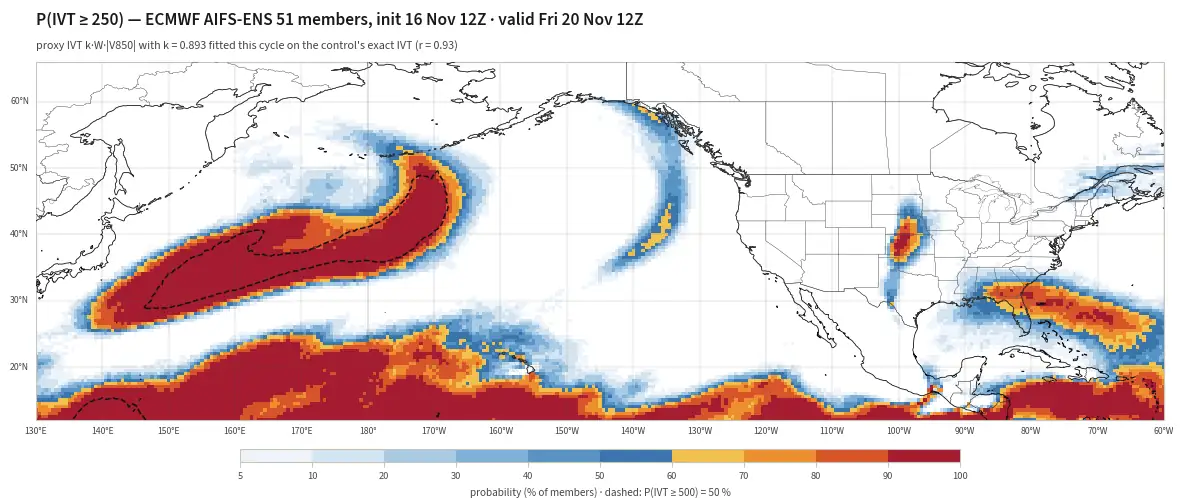 P(IVT ≥ 250) — ECMWF AIFS-ENS 51 members, init 16 Nov 12Z · valid Fri 20 Nov 12Z
proxy IVT k·W·|V850| with k = 0.893 fitted this cycle on the control's exact IVT (r = 0.93)
60°N
50°N
40°N
30°N
20°N
130°E 140°E 150°E 160°E 170°E 180° 170°W 160°W 150°W 140°W 130°W 120°W 110°W 100°W 90°W 80°W 70°W 60°W
5 10 20 30 40 50 60 70 80 90 100
probability (% of members) · dashed: P(IVT ≥ 500) = 50 %